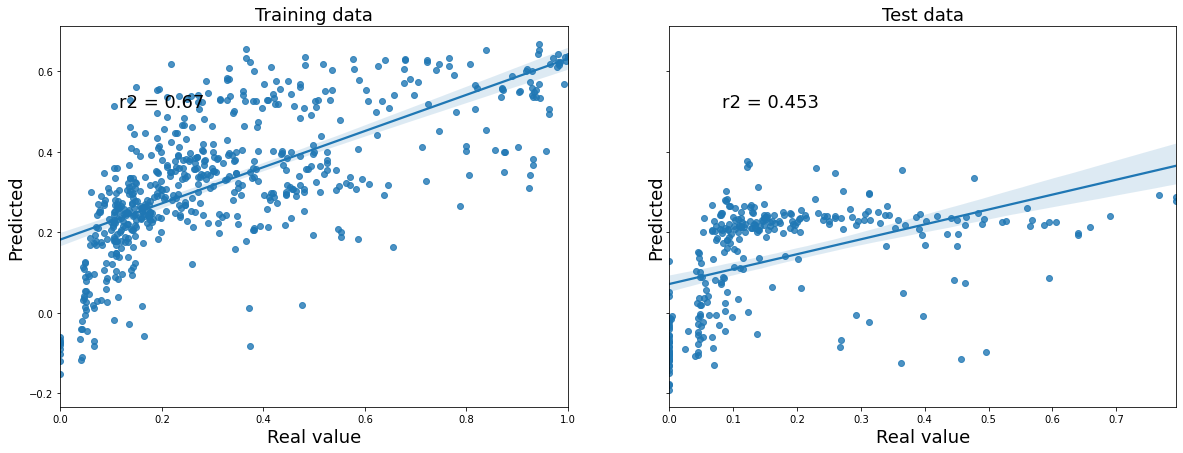 Training data
r2 = 0.67
Predicted
0.6
0.4
0.2
0.0
−0.2
0.0 0.2 0.4 0.6 0.8 1.0
Real value
Test data
r2 = 0.453
Predicted
0.0 0.1 0.2 0.3 0.4 0.5 0.6 0.7
Real value